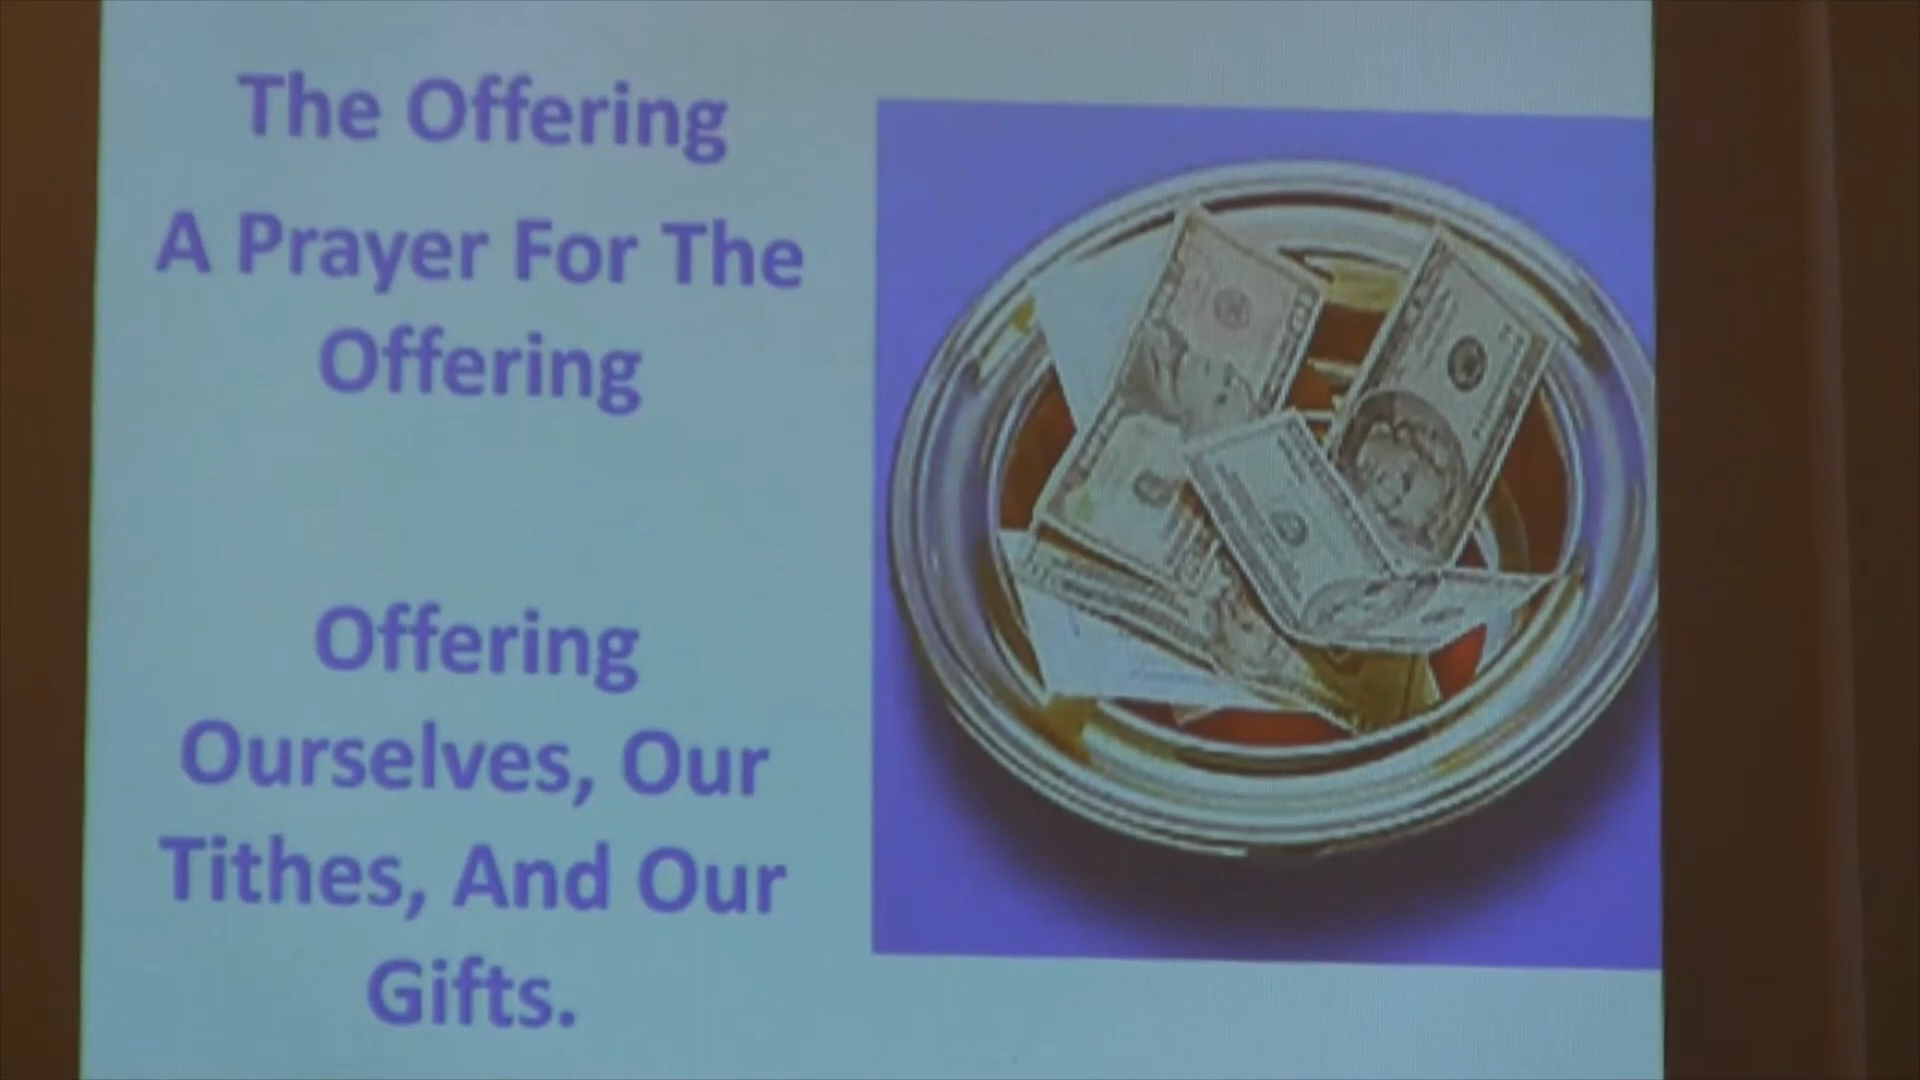 The Offering
A Prayer For The
Offering
Offering
Ourselves, Our
Tithes, And Our
Gifts.